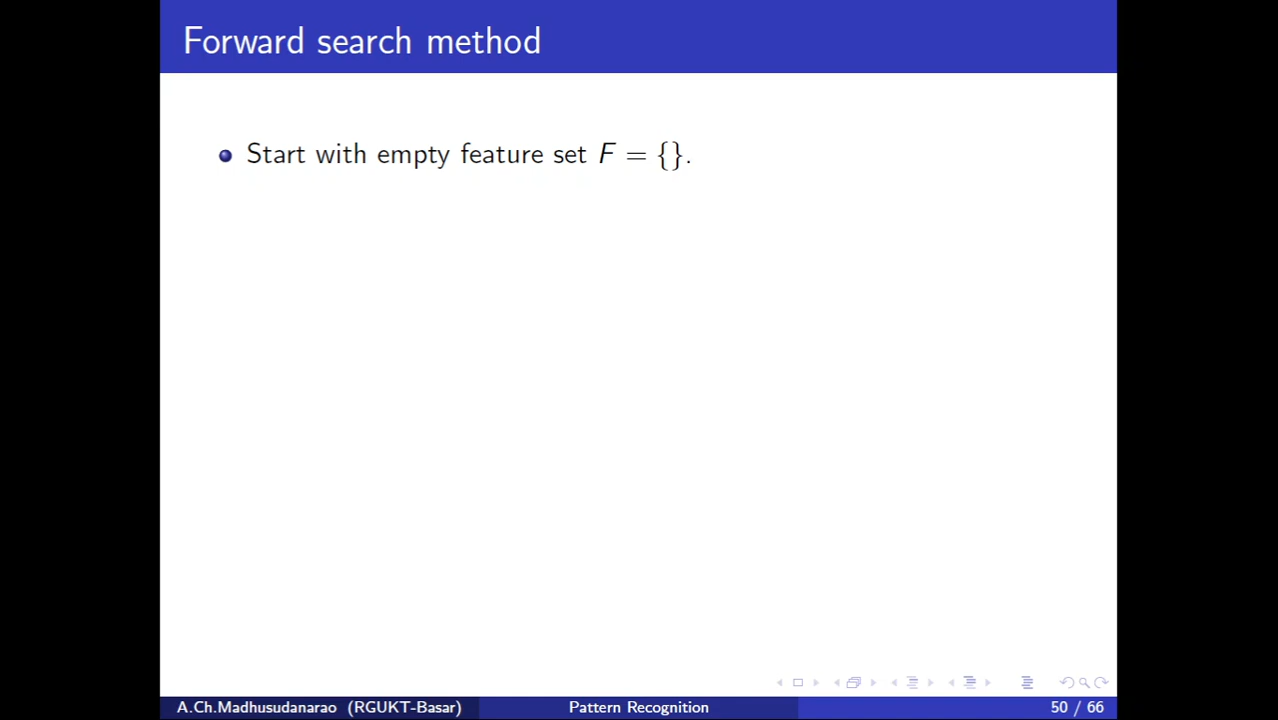 Forward search method
Start with empty feature set F = {}.
A.Ch.Madhusudanarao (RGUKT-Basar) Pattern Recognition 50 / 66